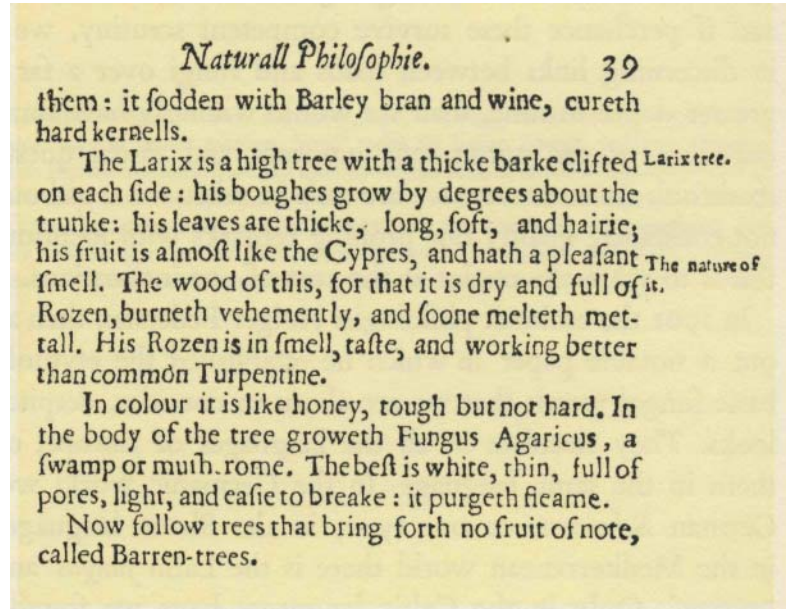 Naturall Philoſophie. 39
them: it ſodden with Barley bran and wine, cureth
hard kernells.
The Larix is a high tree with a thicke barke clifted Larix tree.
on each ſide: his boughes grow by degrees about the
trunke: his leaves are thicke, long, ſoft, and hairie;
his fruit is almoſt like the Cypres, and hath a pleaſant The nature of
ſmell. The wood of this, for that it is dry and full of it.
Rozen, burneth vehemently, and ſoone melteth met-
tall. His Rozen is in ſmell, taſte, and working better
than common Turpentine.
In colour it is like honey, tough but not hard. In
the body of the tree groweth Fungus Agaricus, a
ſwamp or muſh-rome. The beſt is white, thin, full of
pores, light, and eaſie to breake: it purgeth fleame.
Now follow trees that bring forth no fruit of note,
called Barren-trees.